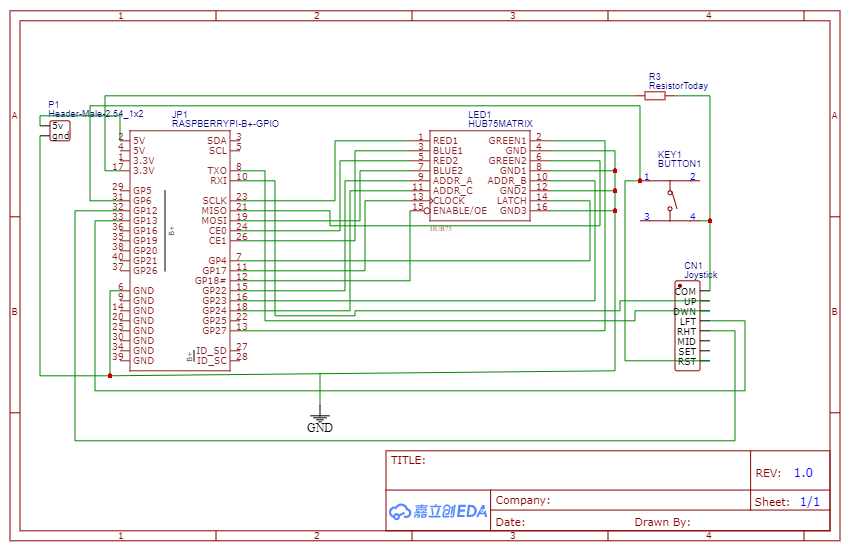 1 2 3 4
A A
B B
P1
Header-Male-2.54_1x2
5v
gnd
JP1
RASPBERRYPI-B+-GPIO
2 5V SDA 3
4 5V SCL 5
1 3.3V
17 3.3V TXO 8
RXI 10
29 GP5
31 GP6 SCLK 23
32 GP12 MISO 21
33 GP13 MOSI 19
36 GP16 CE0 24
35 GP19 CE1 26
38 GP20
40 GP21 GP4 7
37 GP26 GP17 11
GP18# 12
6 GND GP22 15
9 GND GP23 16
14 GND GP24 18
20 GND GP25 22
25 GND GP27 13
30 GND
34 GND ID_SD 27
39 GND ID_SC 28
B+
B+
LED1
HUB75MATRIX
1 RED1 GREEN1 2
3 BLUE1 GND 4
5 RED2 GREEN2 6
7 BLUE2 GND1 8
9 ADDR_A ADDR_B 10
11 ADDR_C GND2 12
13 CLOCK LATCH 14
15 ENABLE/OE GND3 16
HUB75
R3
ResistorToday
KEY1
BUTTON1
1 2
3 4
CN1
Joystick
COM
UP
DWN
LFT
RHT
MID
SET
RST
GND
TITLE:
REV: 1.0
嘉立创EDA
Company:
Sheet: 1/1
Date: Drawn By:
1 2 3 4